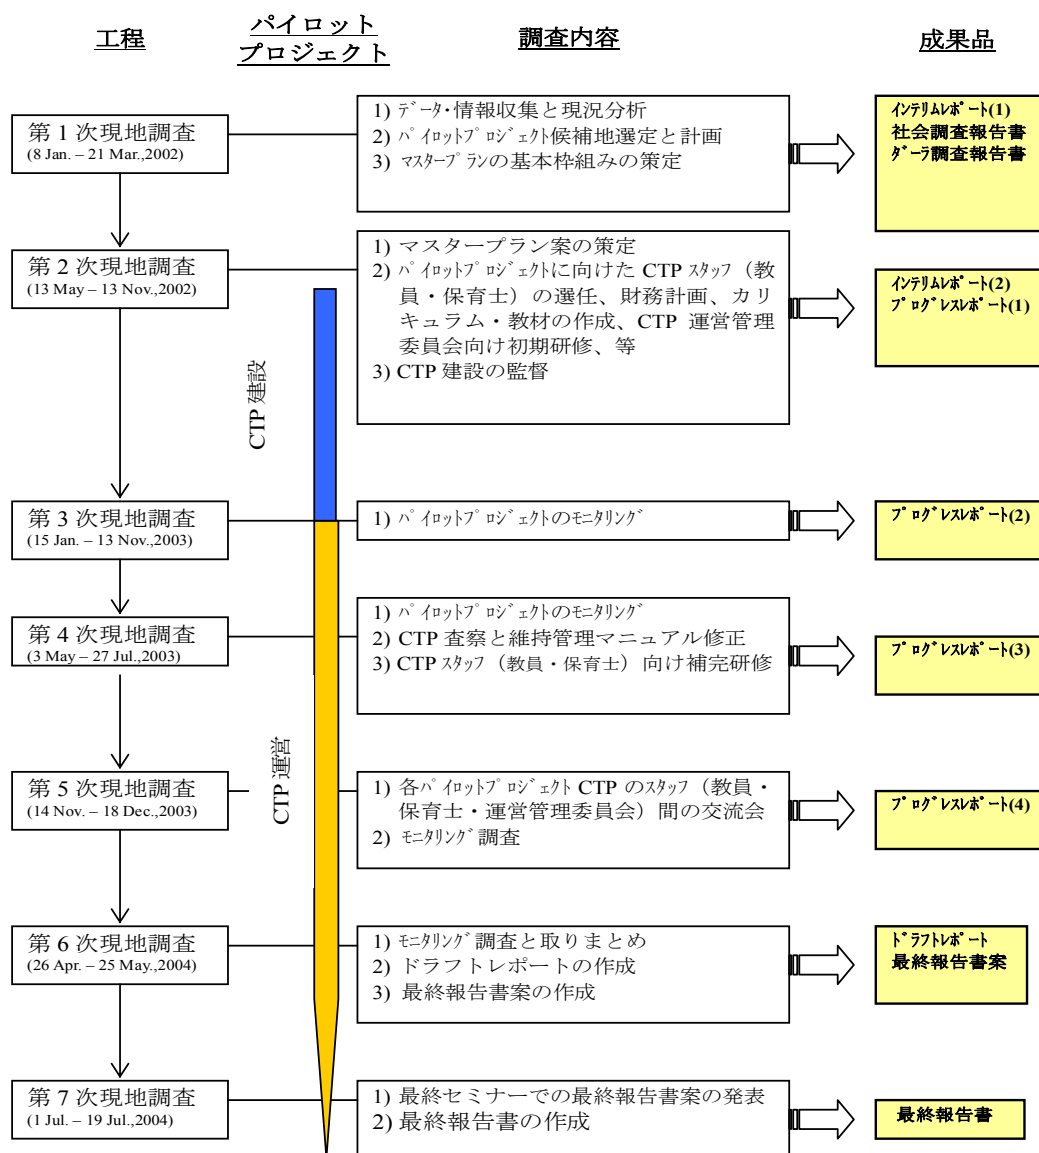 工程
パイロット
プロジェクト
調査内容
成果品
第 1 次現地調査
(8 Jan. – 21 Mar.,2002)
1) データ・情報収集と現況分析
2) パイロットプロジェクト候補地選定と計画
3) マスタープランの基本枠組みの策定
インテリムレポート(1)
社会調査報告書
ダーラ調査報告書
第 2 次現地調査
(13 May – 13 Nov.,2002)
1) マスタープラン案の策定
2) パイロットプロジェクトに向けた CTP スタッフ（教
員・保育士）の選任、財務計画、カリ
キュラム・教材の作成、CTP 運営管理
委員会向け初期研修、等
3) CTP 建設の監督
インテリムレポート(2)
プログレスレポート(1)
CTP 建設
第 3 次現地調査
(15 Jan. – 13 Nov.,2003)
1) パイロットプロジェクトのモニタリング
プログレスレポート(2)
第 4 次現地調査
(3 May – 27 Jul.,2003)
1) パイロットプロジェクトのモニタリング
2) CTP 査察と維持管理マニュアル修正
3) CTP スタッフ（教員・保育士）向け補完研修
プログレスレポート(3)
CTP 運営
第 5 次現地調査
(14 Nov. – 18 Dec.,2003)
1) 各パイロットプロジェクト CTP のスタッフ（教員・
保育士・運営管理委員会）間の交流会
2) モニタリング調査
プログレスレポート(4)
第 6 次現地調査
(26 Apr. – 25 May.,2004)
1) モニタリング調査と取りまとめ
2) ドラフトレポートの作成
3) 最終報告書案の作成
ドラフトレポート
最終報告書案
第 7 次現地調査
(1 Jul. – 19 Jul.,2004)
1) 最終セミナーでの最終報告書案の発表
2) 最終報告書の作成
最終報告書